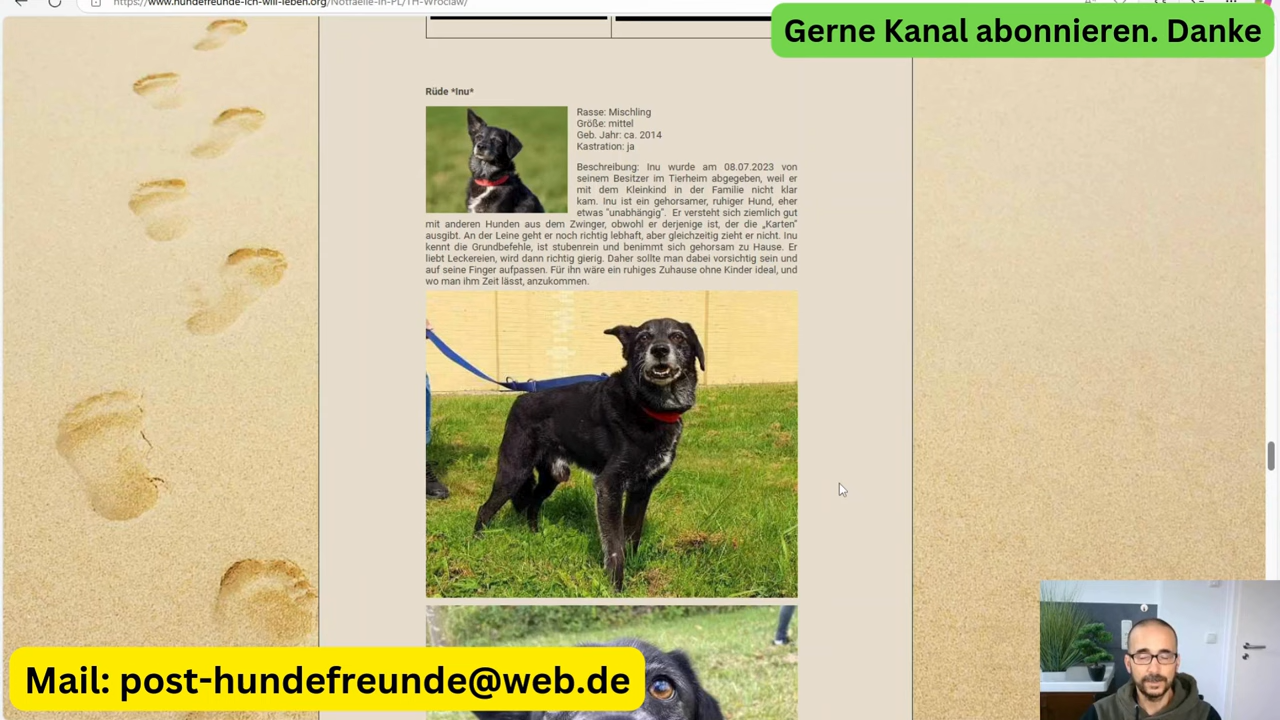 https://www.hundefreunde-ich-will-leben.org/Notfaelle-in-PL/TH-Wroclaw/
Gerne Kanal abonnieren. Danke
Rüde *Inu*
Rasse: Mischling
Größe: mittel
Geb. Jahr: ca. 2014
Kastration: ja
Beschreibung: Inu wurde am 08.07.2023 von
seinem Besitzer im Tierheim abgegeben, weil er
mit dem Kleinkind in der Familie nicht klar
kam. Inu ist ein gehorsamer, ruhiger Hund, eher
etwas "unabhängig". Er versteht sich ziemlich gut
mit anderen Hunden aus dem Zwinger, obwohl er derjenige ist, der die „Karten"
ausgibt. An der Leine geht er noch richtig lebhaft, aber gleichzeitig zieht er nicht. Inu
kennt die Grundbefehle, ist stubenrein und benimmt sich gehorsam zu Hause. Er
liebt Leckereien, wird dann richtig gierig. Daher sollte man dabei vorsichtig sein und
auf seine Finger aufpassen. Für ihn wäre ein ruhiges Zuhause ohne Kinder ideal, und
wo man ihm Zeit lässt, anzukommen.
Mail: post-hundefreunde@web.de